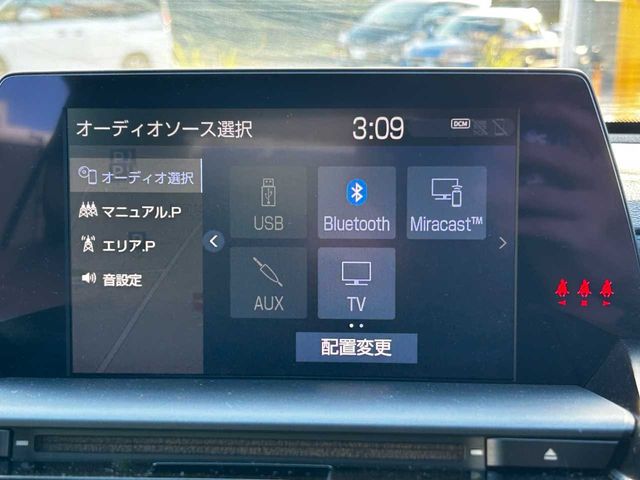 オーディオソース選択
3:09
DCM
オーディオ選択
マニュアル.P
エリア.P
音設定
USB
Bluetooth
Miracast™
AUX
TV
配置変更